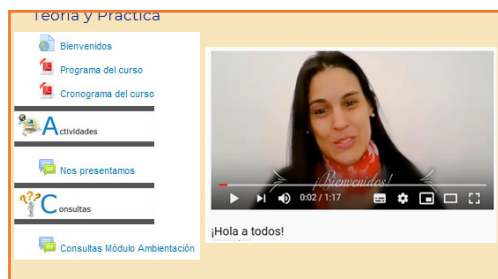 Teoría y Práctica
Bienvenidos
Programa del curso
Cronograma del curso
Actividades
Nos presentamos
Consultas
Consultas Módulo Ambientación
¡Bienvenidos!
0:02 / 1:17
¡Hola a todos!